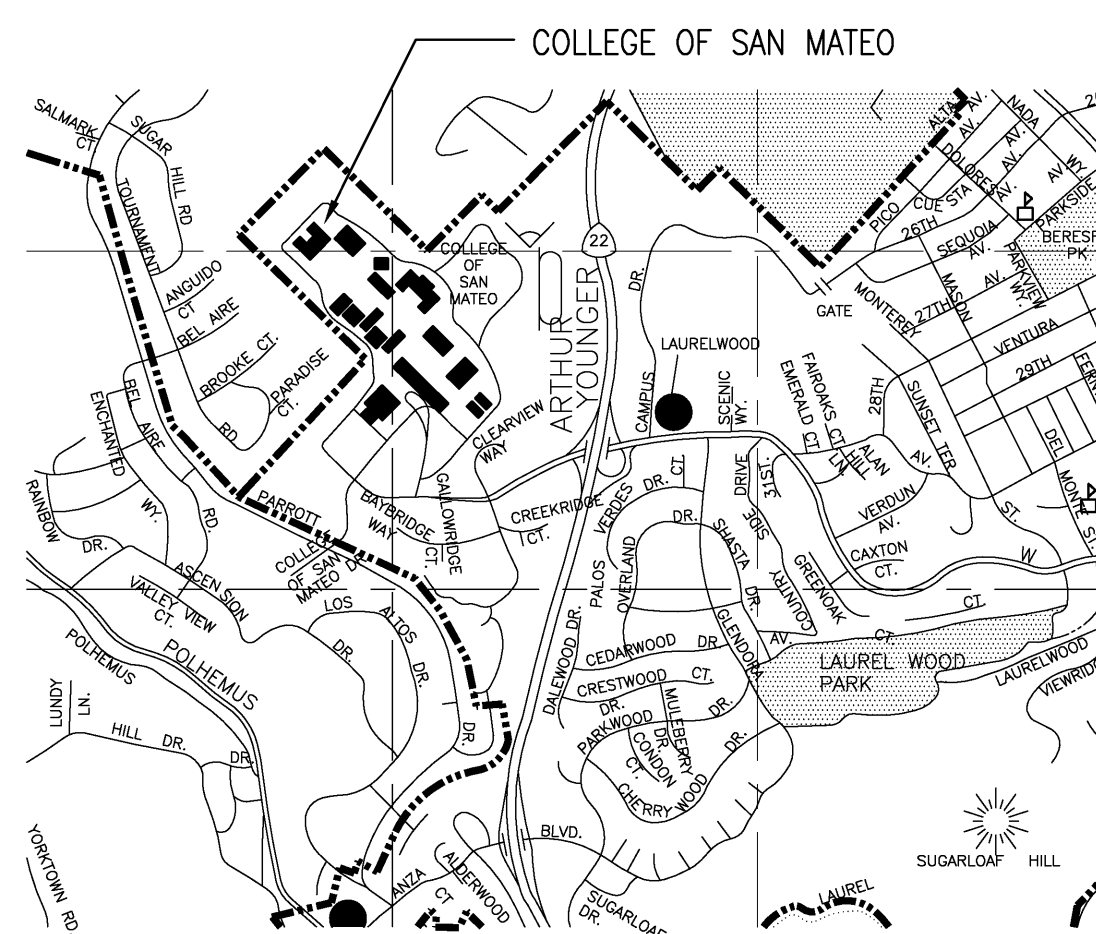 COLLEGE OF SAN MATEO
SALMARK
CT.
SUGAR
HILL RD
TOURNAMENT
ANGUIDO
CT
BEL AIRE
BROOKE CT.
PARADISE
CT.
RD.
BEL
AIRE
RD.
ENCHANTED
WY.
RAINBOW
DR.
COLLEGE
OF
SAN
MATEO
22
ARTHUR
YOUNGER
DR.
CAMPUS
LAURELWOOD
SCENIC
WY.
GATE
ALTA
AV.
AV.
NADA
AV.
AV.
DOLORES
AV.
CUESTA
PICO
26TH
SEQUOIA
AV.
AV.
WY.
AV.
PARKSIDE
PK
PARKVIEW
WY.
MONTEREY
27TH
MASON
VENTURA
29TH
28TH
AV.
SUNSET TER
DEL
MONTE
ST.
ST.
W
FAIROAKS CT.
EMERALD CT.
ALAN
HILL
LN.
VERDUN
AV.
CAXTON
CT.
CT.
CT.
CLEARVIEW
WAY
PARROTT
DR.
BAYBRIDGE
WAY
GALLOWRIDGE
CT.
CREEKRIDGE
CT.
COLLEGE
OF SAN
MATEO
VERDES
DR.
CT.
DR.
PALOS
OVERLAND
SHASTA
DR.
DRIVE
SIDE
COUNTRY
31ST.
GREENOAK
AV.
GLENDORA
LAUREL WOOD
PARK
LAURELWOOD
LOS
ALTOS
DR.
DR.
DR.
ASCENSION
VALLEY VIEW
CT.
POLHEMUS
POLHEMUS
LUNDY
LN.
HILL DR.
DR.
DALEWOOD DR.
CEDARWOOD DR.
CRESTWOOD CT.
DR.
PARKWOOD DR.
MULEBERRY
DR.
CONDON
CT.
CHERRYWOOD DR.
BLVD.
ANZA
ALDERWOOD
CT
SUGARLOAF
DR.
SUGARLOAF HILL
LAUREL
YORKTOWN RD.